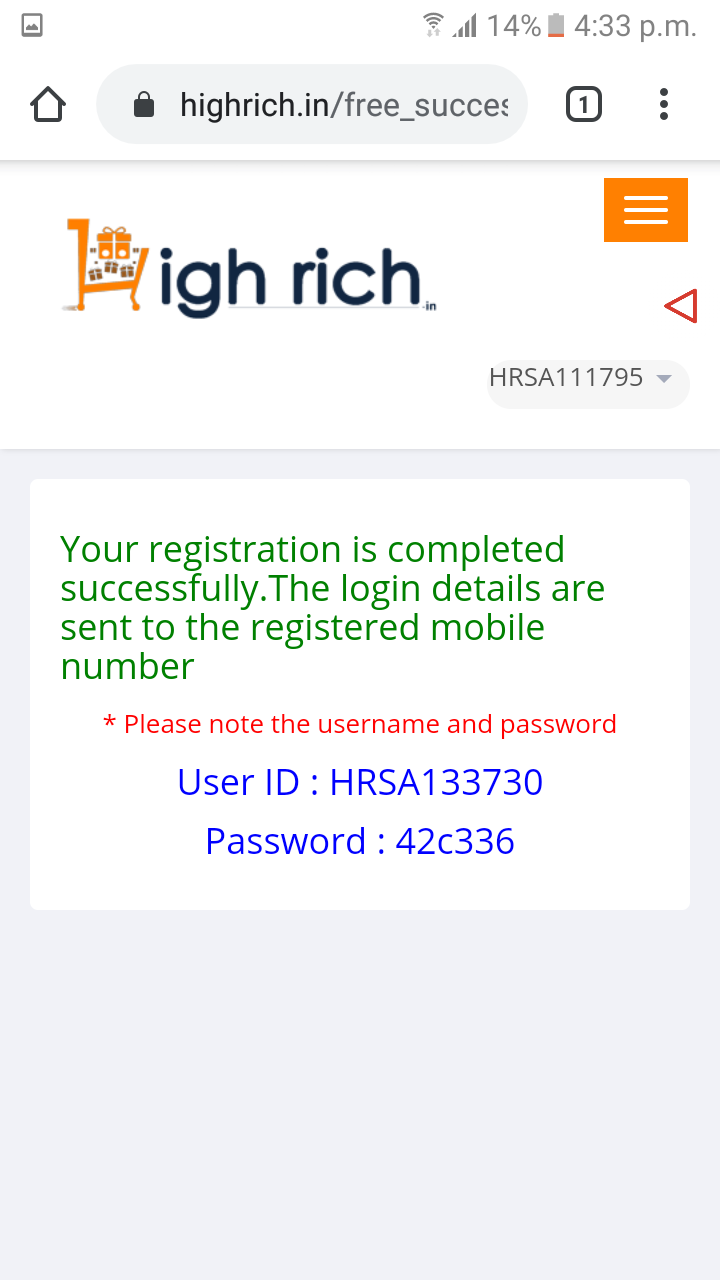 14% 4:33 p.m.
highrich.in/free_succes
1
igh rich.in
HRSA111795
Your registration is completed
successfully.The login details are
sent to the registered mobile
number
* Please note the username and password
User ID : HRSA133730
Password : 42c336